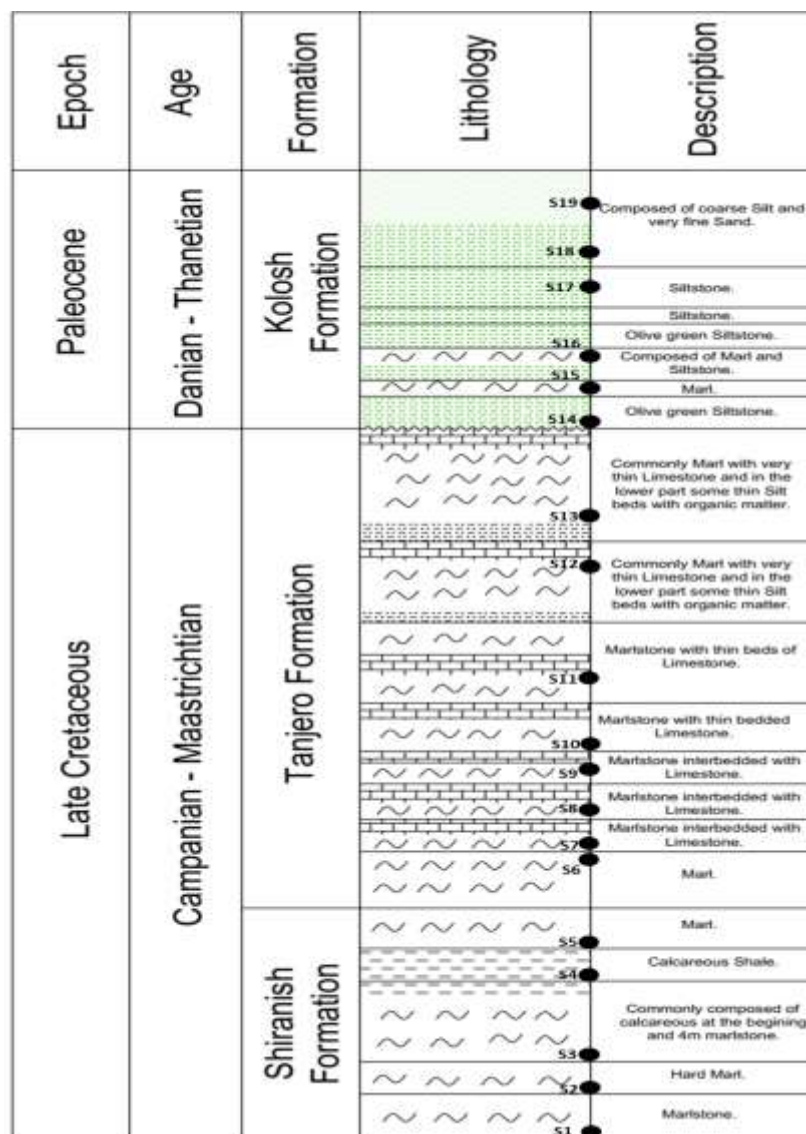 Epoch
Age
Formation
Lithology
Description
Paleocene
Danian - Thanetian
Kolosh
Formation
S19
Composed of coarse Silt and
very fine Sand.
S18
S17
Siltstone.
Siltstone.
Olive green Siltstone.
S16
Composed of Marl and
Siltstone.
S15
Marl.
S14
Olive green Siltstone.
Late Cretaceous
Campanian - Maastrichtian
Tanjero Formation
Commonly Marl with very
thin Limestone and in the
lower part some thin Silt
beds with organic matter.
S13
S12
Commonly Marl with very
thin Limestone and in the
lower part some thin Silt
beds with organic matter.
Marlstone with thin beds of
Limestone.
S11
Marlstone with thin bedded
Limestone.
S10
Marlstone interbedded with
Limestone.
S9
Marlstone interbedded with
Limestone.
S8
Marlstone interbedded with
Limestone.
S7
S6
Marl.
Shiranish
Formation
Marl.
S5
Calcareous Shale.
S4
Commonly composed of
calcareous at the begining
and 4m marlstone.
S3
Hard Marl.
S2
Marlstone.
S1